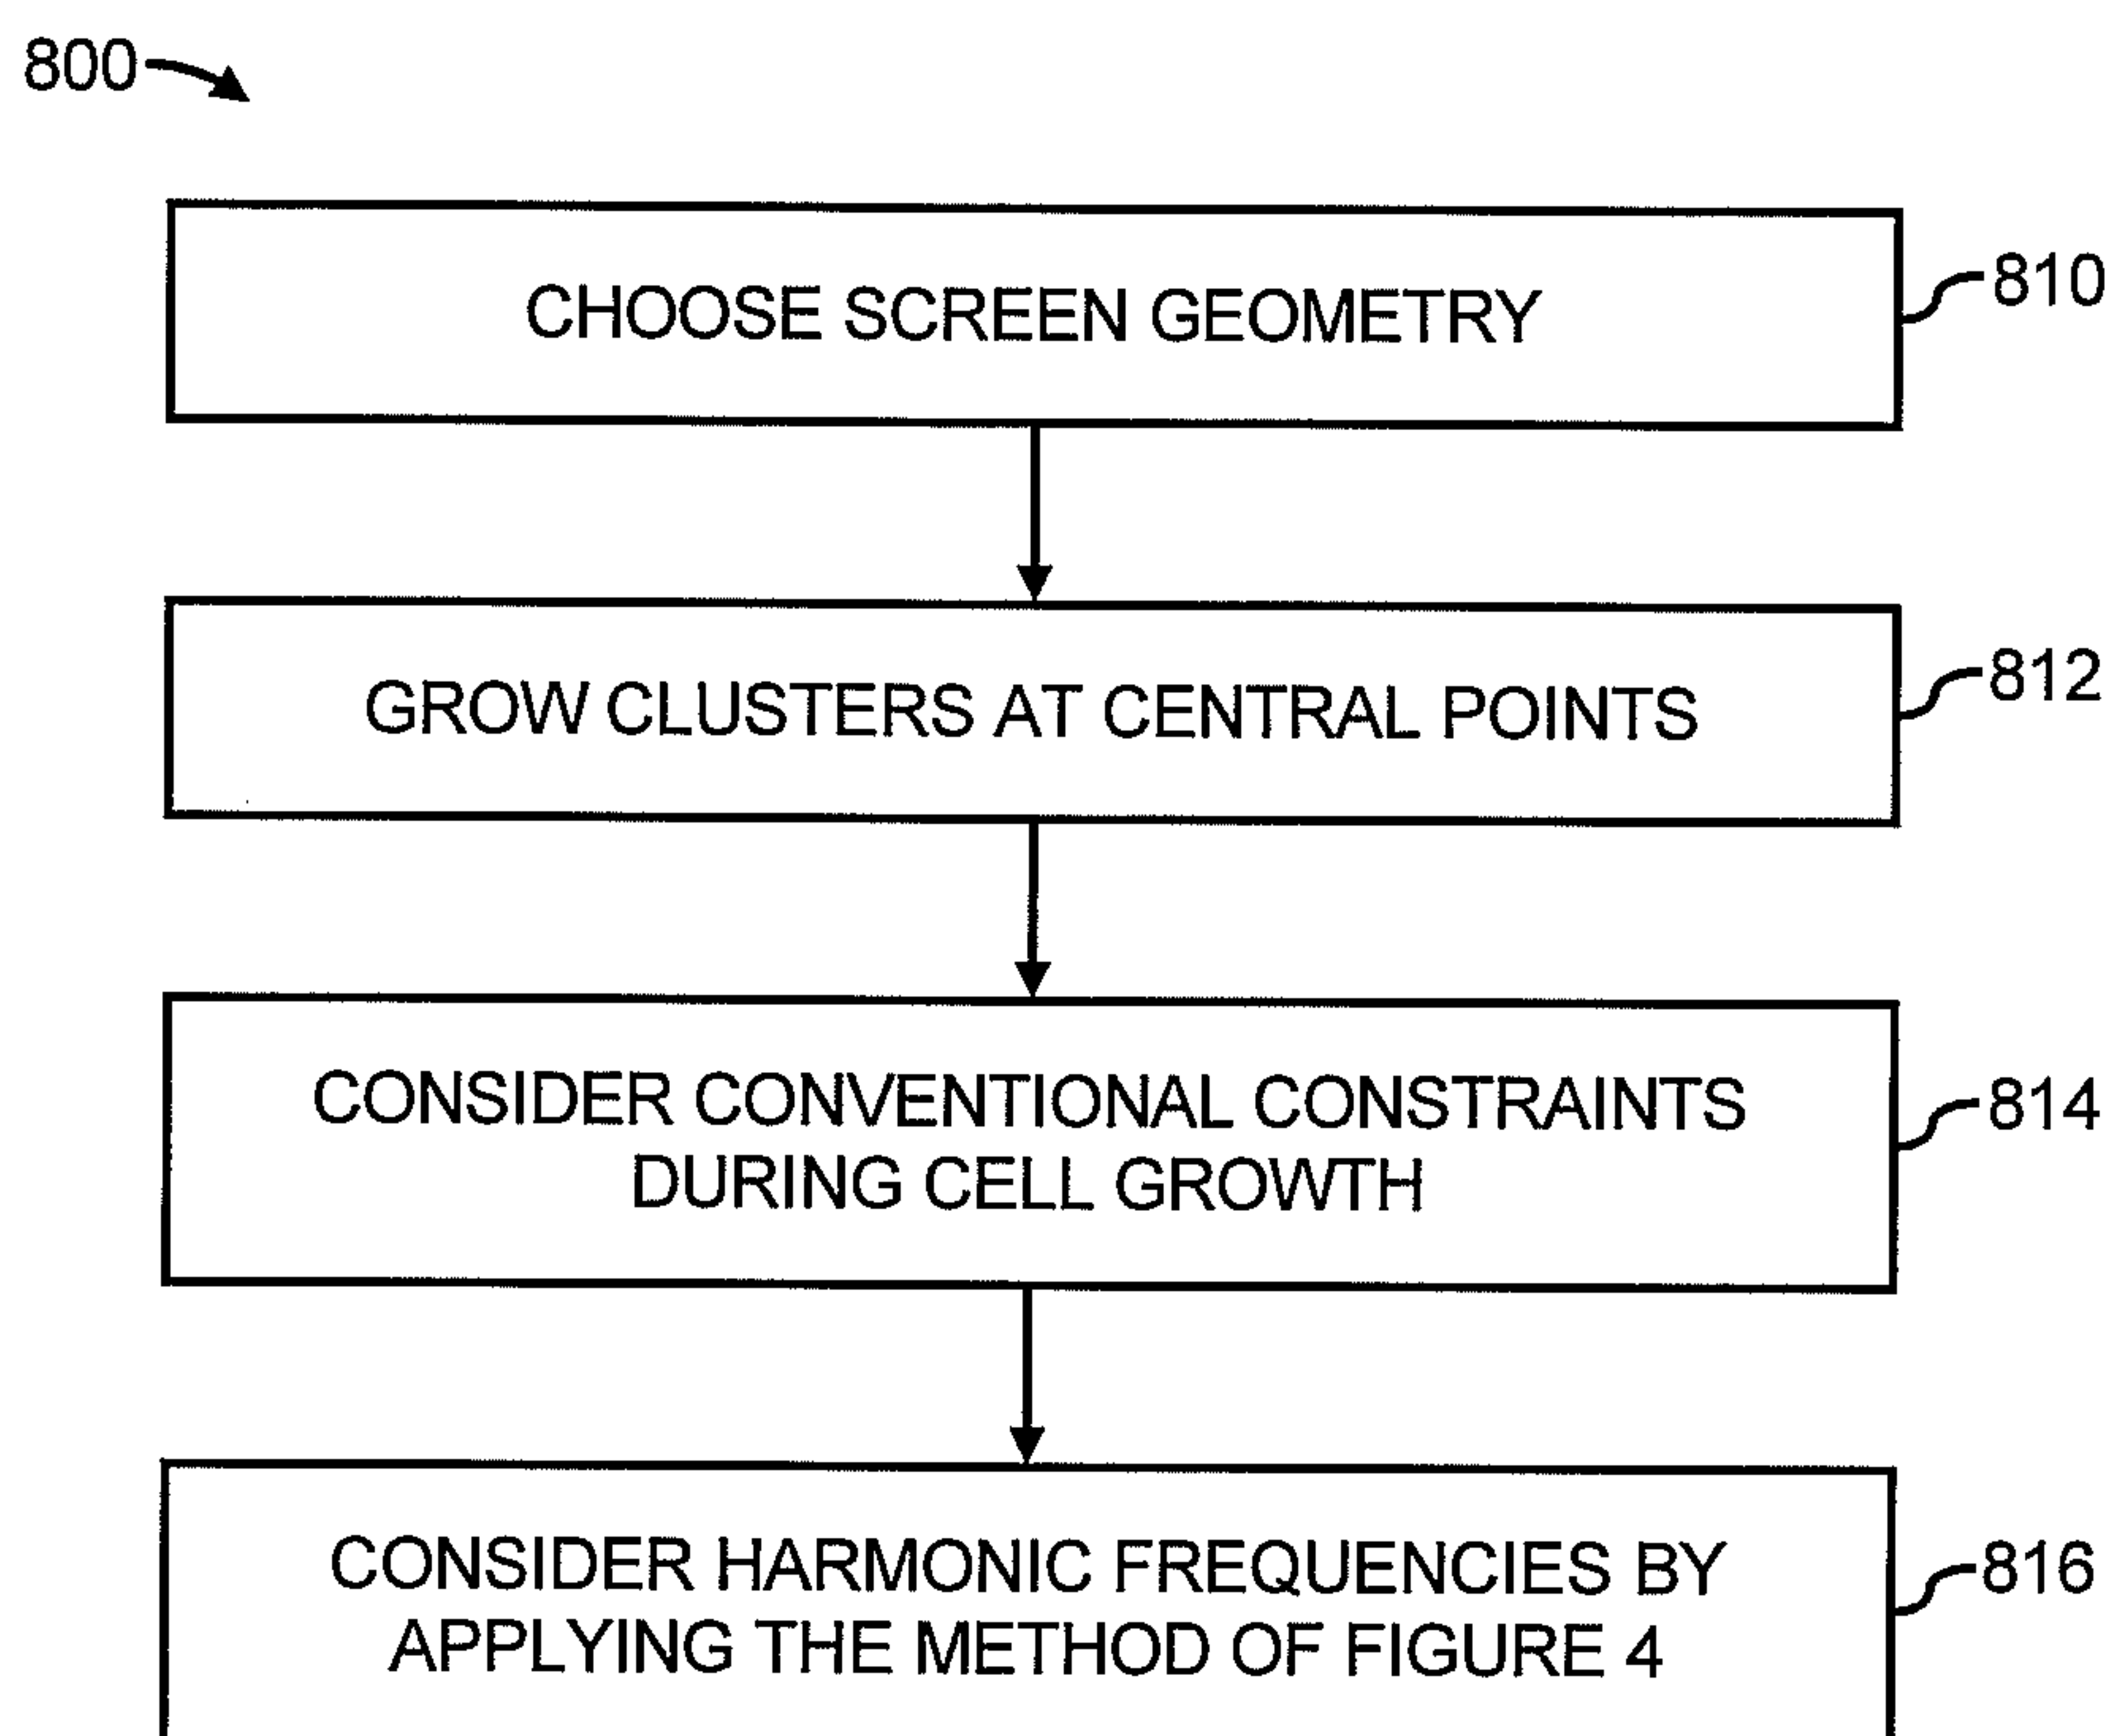 800
CHOOSE SCREEN GEOMETRY
810
GROW CLUSTERS AT CENTRAL POINTS
812
CONSIDER CONVENTIONAL CONSTRAINTS
DURING CELL GROWTH
814
CONSIDER HARMONIC FREQUENCIES BY
APPLYING THE METHOD OF FIGURE 4
816